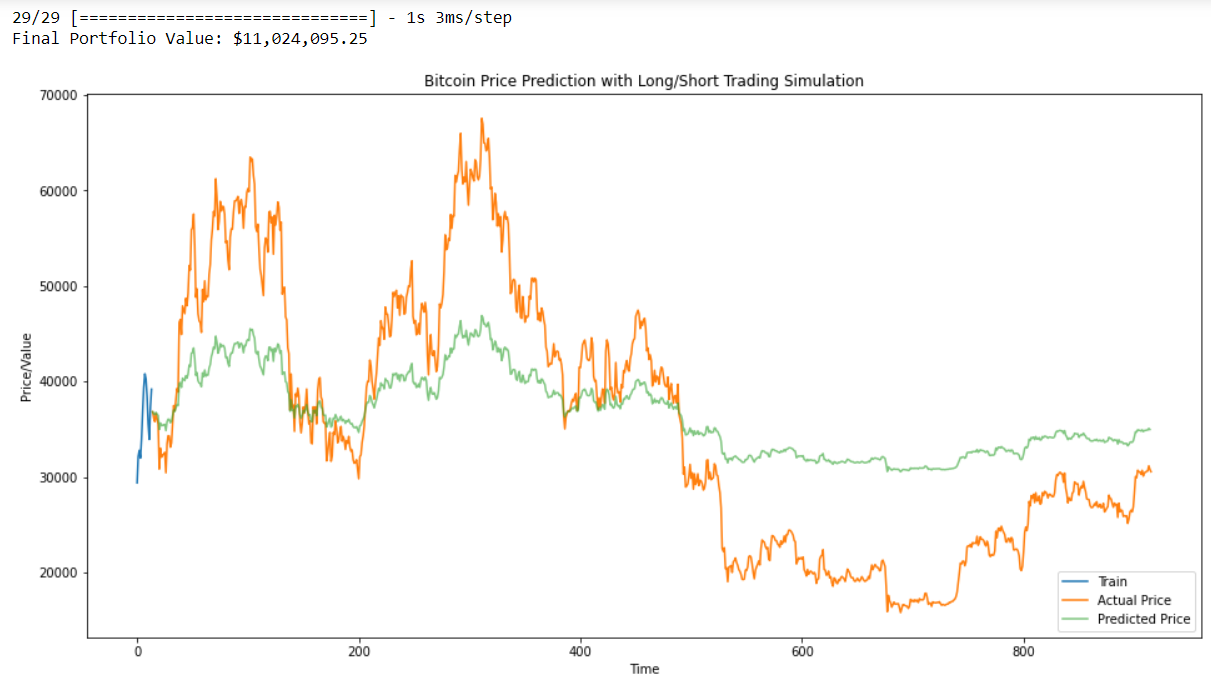 29/29 [==============================] - 1s 3ms/step
Final Portfolio Value: $11,024,095.25
Bitcoin Price Prediction with Long/Short Trading Simulation
70000
60000
50000
40000
30000
20000
Price/Value
0 200 400 600 800
Time
Train
Actual Price
Predicted Price